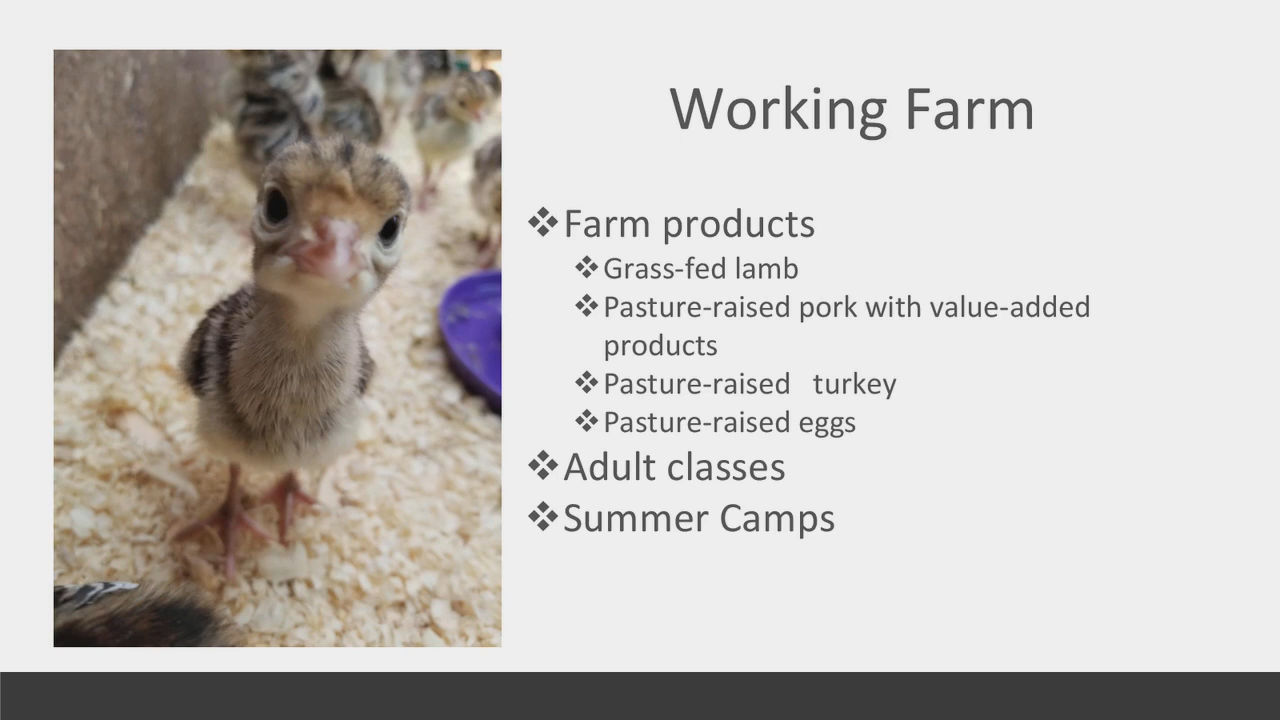 Working Farm
❖Farm products
❖Grass-fed lamb
❖Pasture-raised pork with value-added
products
❖Pasture-raised   turkey
❖Pasture-raised eggs
❖Adult classes
❖Summer Camps